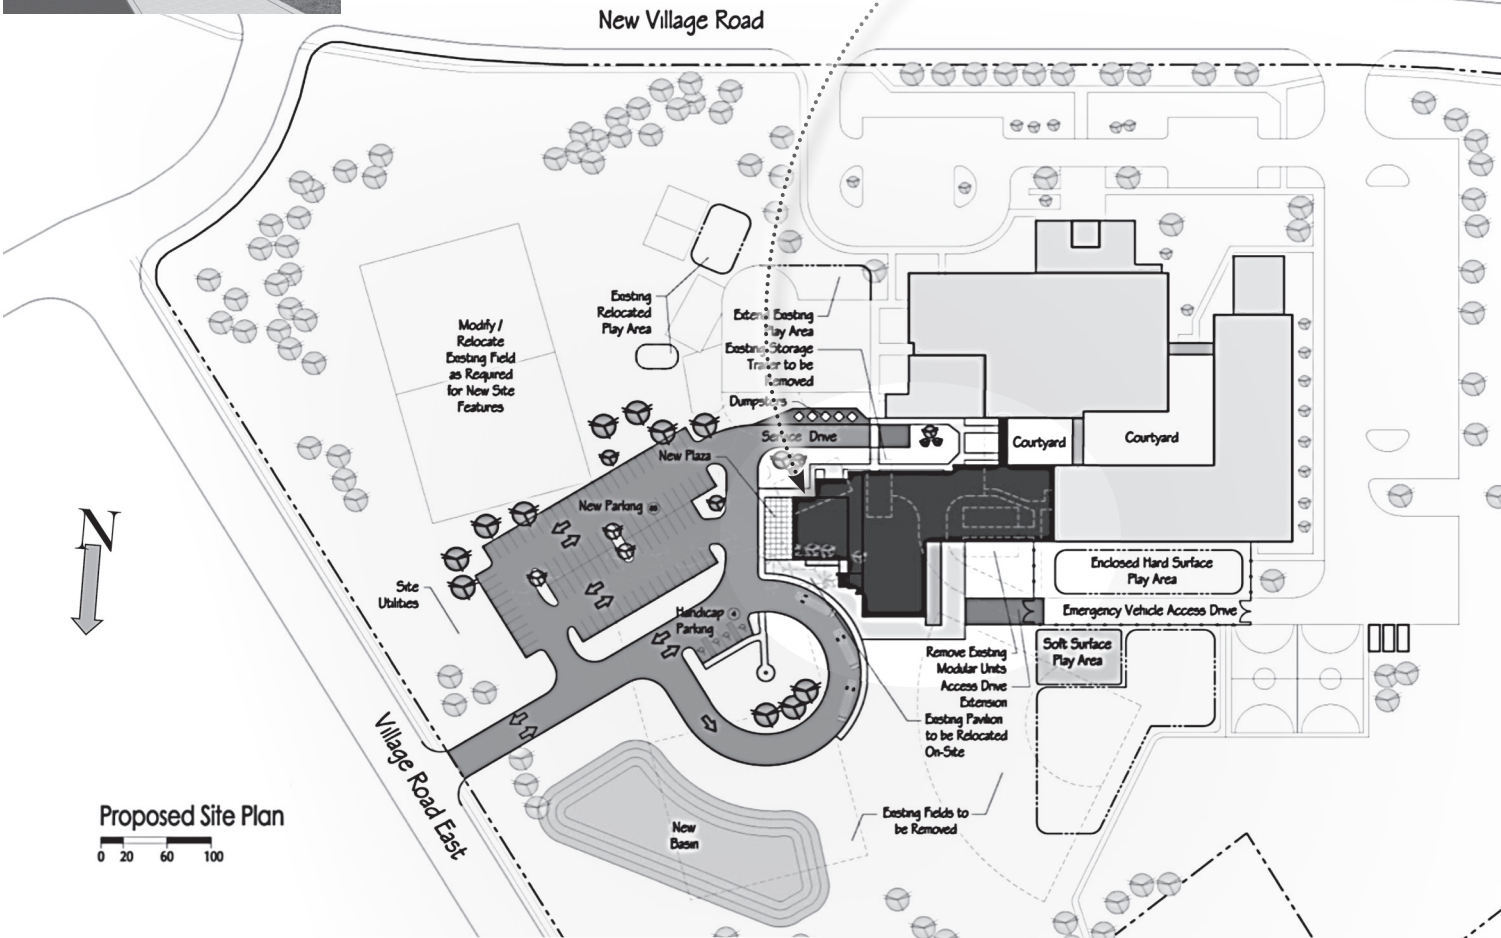 New Village Road
Existing
Relocated
Play Area
Extend Existing
Play Area
Existing Storage
Trailer to be
Removed
Dumpsters
Modify /
Relocate
Existing Field
as Required
for New Site
Features
Service Drive
New Plaza
Courtyard
Courtyard
New Parking
N
Site
Utilities
Handicap
Parking
Enclosed Hard Surface
Play Area
Emergency Vehicle Access Drive
Soft Surface
Play Area
Remove Existing
Modular Units
Access Drive
Extension
Existing Pavilion
to be Relocated
On-Site
Village Road East
Existing Fields to
be Removed
New
Basin
Proposed Site Plan
0 20 60 100